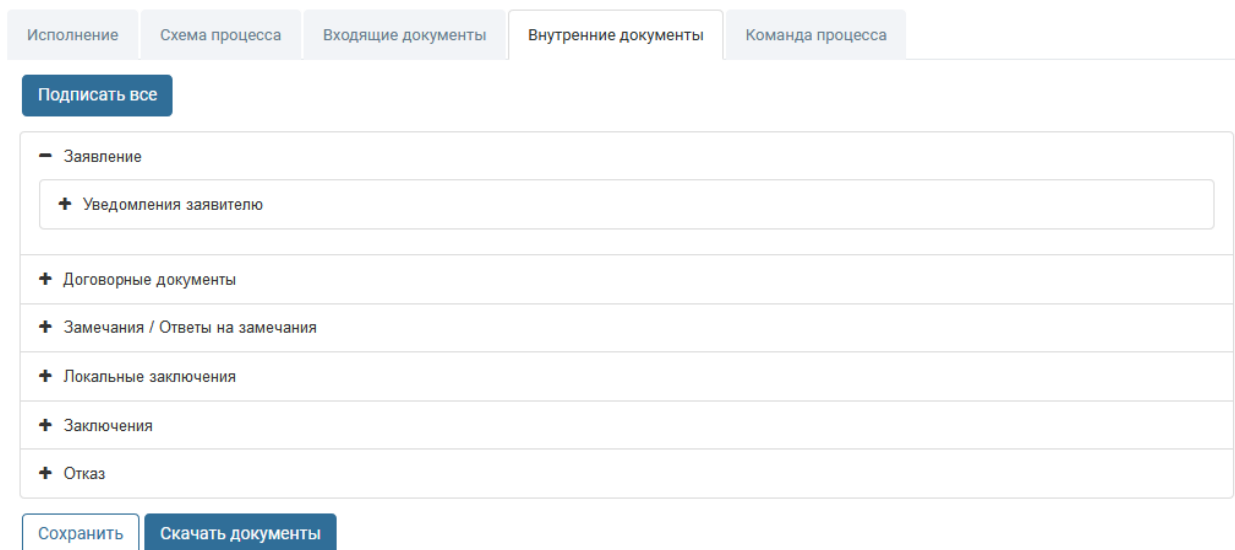 Исполнение Схема процесса Входящие документы Внутренние документы Команда процесса
Подписать все
Заявление
Уведомления заявителю
Договорные документы
Замечания / Ответы на замечания
Локальные заключения
Заключения
Отказ
Сохранить Скачать документы